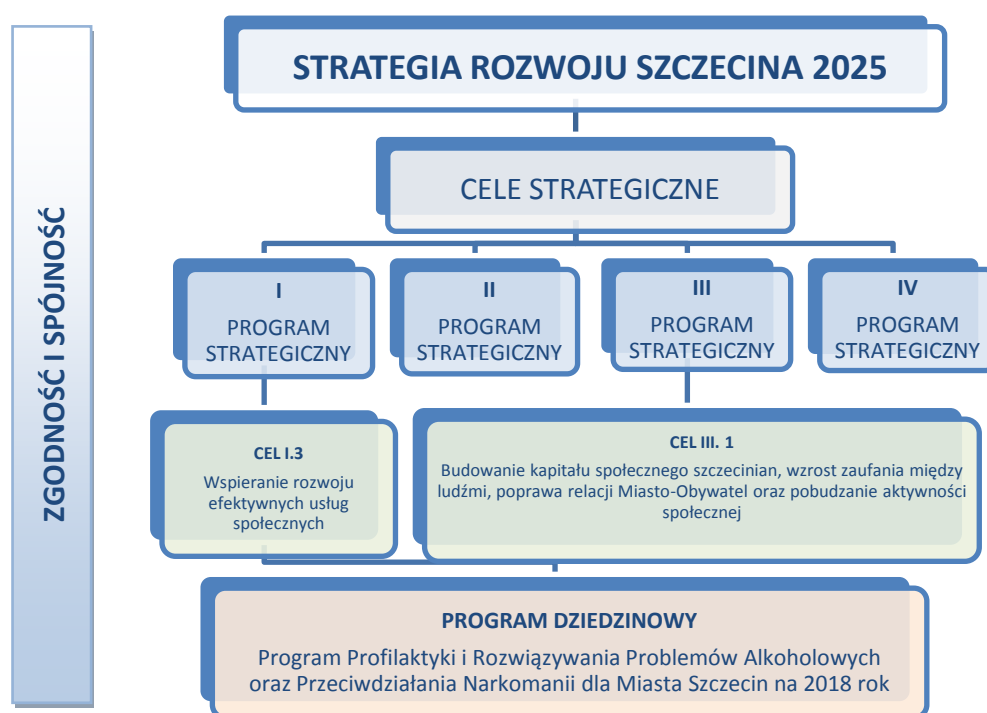 ZGODNOŚĆ I SPÓJNOŚĆ
STRATEGIA ROZWOJU SZCZECINA 2025
CELE STRATEGICZNE
I
PROGRAM
STRATEGICZNY
II
PROGRAM
STRATEGICZNY
III
PROGRAM
STRATEGICZNY
IV
PROGRAM
STRATEGICZNY
CEL I.3
Wspieranie rozwoju
efektywnych usług
społecznych
CEL III. 1
Budowanie kapitału społecznego szczecinian, wzrost zaufania między
ludźmi, poprawa relacji Miasto-Obywatel oraz pobudzanie aktywności
społecznej
PROGRAM DZIEDZINOWY
Program Profilaktyki i Rozwiązywania Problemów Alkoholowych
oraz Przeciwdziałania Narkomanii dla Miasta Szczecin na 2018 rok